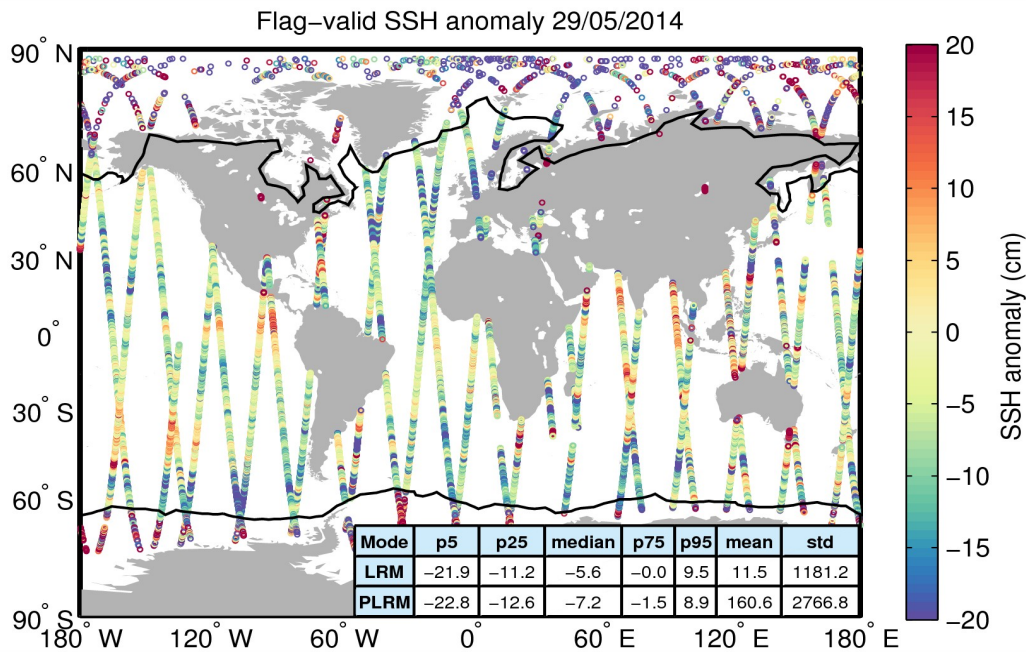 Flag−valid SSH anomaly 29/05/2014
90° N
60° N
30° N
0°
30° S
60° S
90° S
180° W
120° W
60° W
0°
60° E
120° E
180° E
Mode p5 p25 median p75 p95 mean std
LRM −21.9 −11.2 −5.6 −0.0 9.5 11.5 1181.2
PLRM −22.8 −12.6 −7.2 −1.5 8.9 160.6 2766.8
20
15
10
5
0
−5
−10
−15
−20
SSH anomaly (cm)